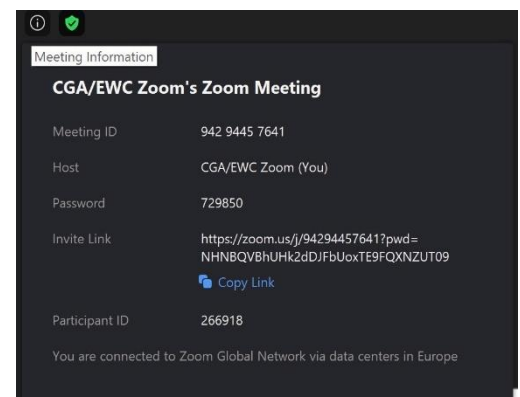 Meeting Information
CGA/EWC Zoom's Zoom Meeting
Meeting ID 942 9445 7641
Host CGA/EWC Zoom (You)
Password 729850
Invite Link https://zoom.us/j/94294457641?pwd=
NHNBQVBhUHk2dDJFbUoxTE9FQXNZUT09
Copy Link
Participant ID 266918
You are connected to Zoom Global Network via data centers in Europe